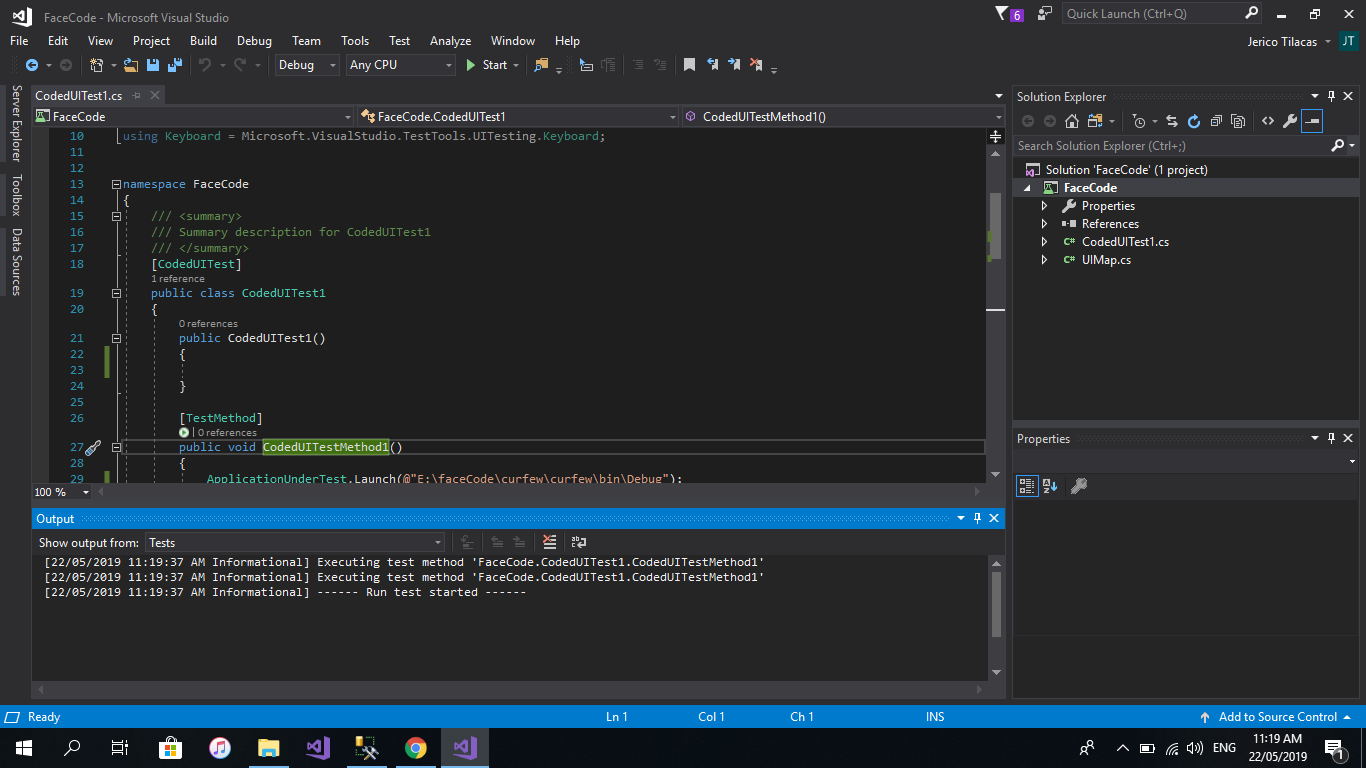 FaceCode - Microsoft Visual Studio
6
Quick Launch (Ctrl+Q)
File Edit View Project Build Debug Team Tools Test Analyze Window Help
Jerico Tilacas
JT
Debug
Any CPU
Start
Server Explorer
Toolbox
Data Sources
CodedUITest1.cs
FaceCode
FaceCode.CodedUITest1
CodedUITestMethod1()
10 using Keyboard = Microsoft.VisualStudio.TestTools.UITesting.Keyboard;
11
12
13 namespace FaceCode
14 {
15 /// <summary>
16 /// Summary description for CodedUITest1
17 /// </summary>
18 [CodedUITest]
1 reference
19 public class CodedUITest1
20 {
0 references
21 public CodedUITest1()
22 {
23
24 }
25
26 [TestMethod]
| 0 references
27 public void CodedUITestMethod1()
28 {
29 ApplicationUnderTest.Launch(@"E:\faceCode\curfew\curfew\bin\Debug");
100 %
Output
Show output from: Tests
[22/05/2019 11:19:37 AM Informational] Executing test method 'FaceCode.CodedUITest1.CodedUITestMethod1'
[22/05/2019 11:19:37 AM Informational] Executing test method 'FaceCode.CodedUITest1.CodedUITestMethod1'
[22/05/2019 11:19:37 AM Informational] ------ Run test started ------
Solution Explorer
Search Solution Explorer (Ctrl+;)
Solution 'FaceCode' (1 project)
FaceCode
Properties
References
C# CodedUITest1.cs
C# UIMap.cs
Properties
Ready
Ln 1
Col 1
Ch 1
INS
Add to Source Control
ENG
11:19 AM
22/05/2019
1